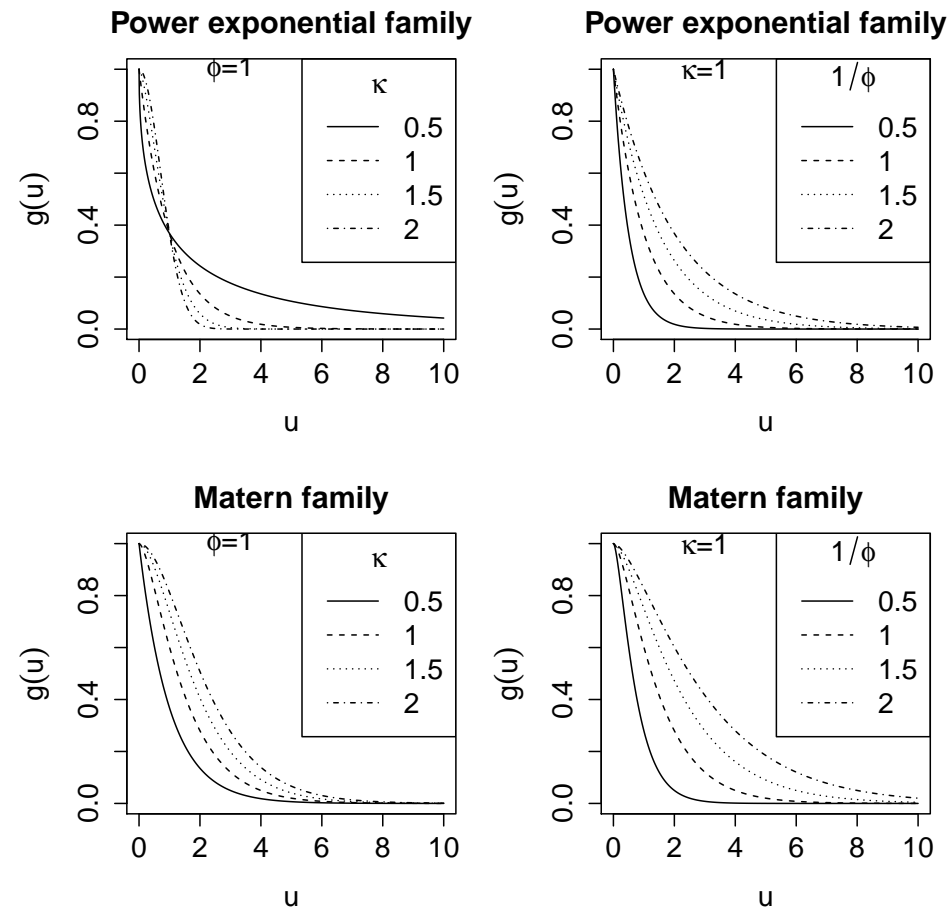 Power exponential family
ϕ=1
κ
0.5
1
1.5
2
g(u)
0.0 0.4 0.8
0 2 4 6 8 10
u
Power exponential family
κ=1
1/ϕ
0.5
1
1.5
2
g(u)
0.0 0.4 0.8
0 2 4 6 8 10
u
Matern family
ϕ=1
κ
0.5
1
1.5
2
g(u)
0.0 0.4 0.8
0 2 4 6 8 10
u
Matern family
κ=1
1/ϕ
0.5
1
1.5
2
g(u)
0.0 0.4 0.8
0 2 4 6 8 10
u